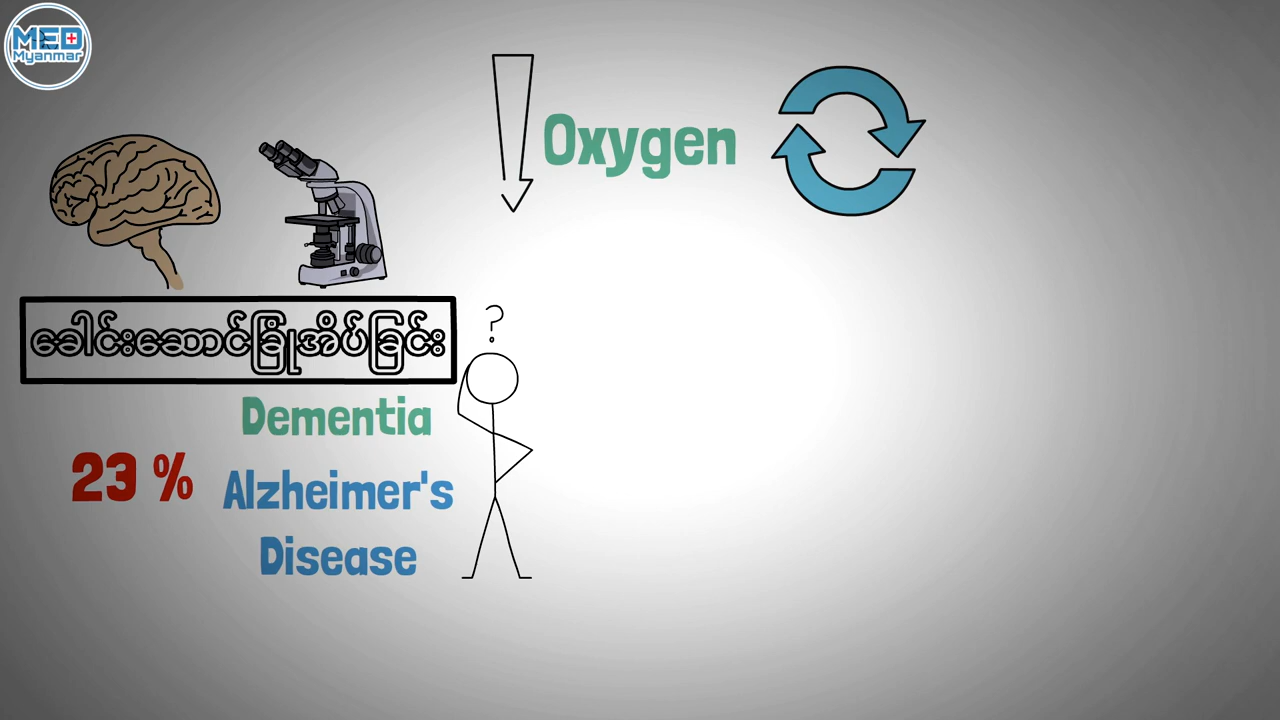 MED
Myanmar
Oxygen
ခေါင်းဆောင်ခြုံအိပ်ခြင်း
?
Dementia
23 %
Alzheimer's
Disease